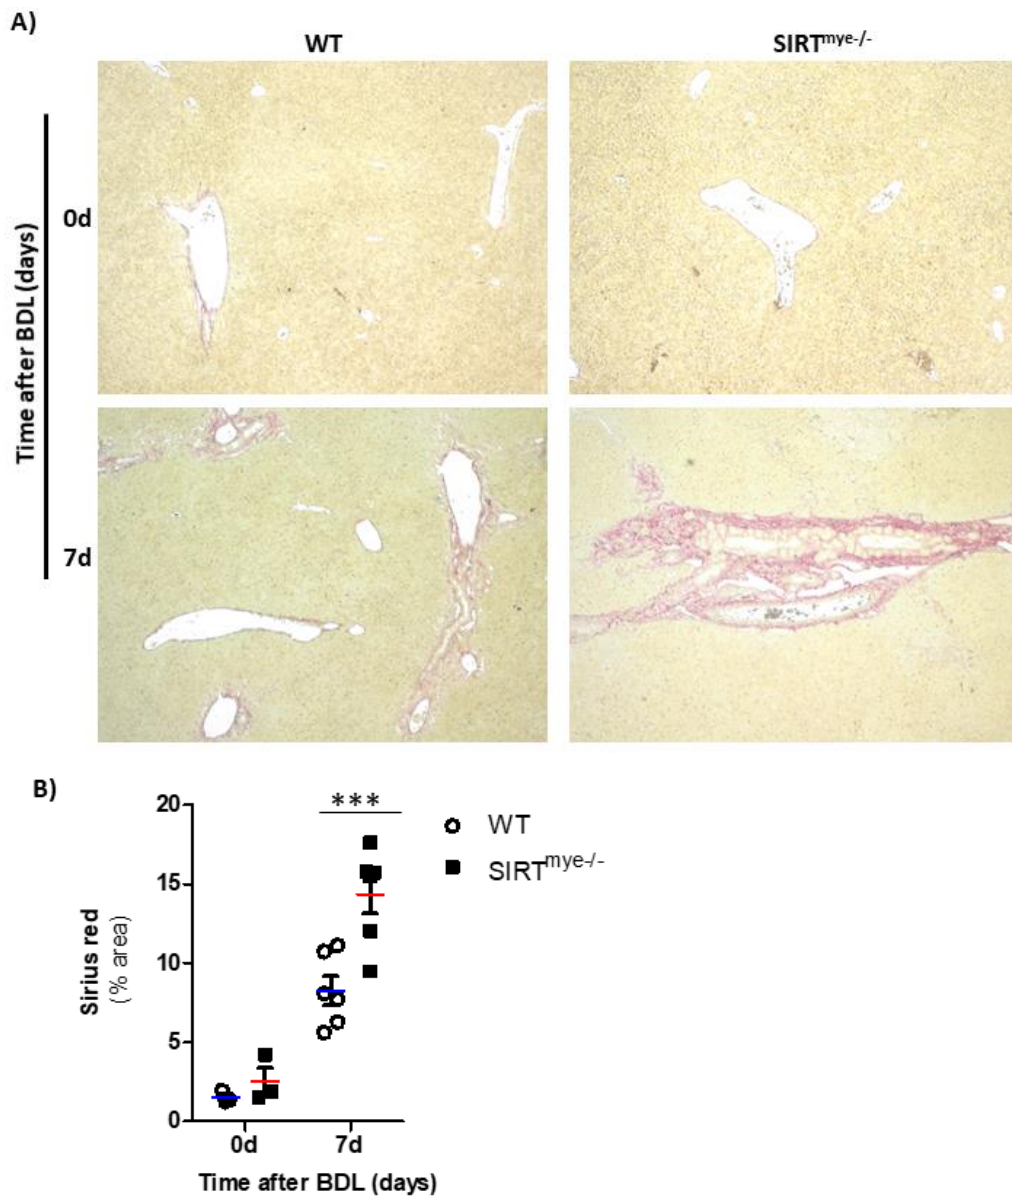 A)
WT
SIRTmye-/-
Time after BDL (days)
0d
7d
B)
Sirius red
(% area)
20
15
10
5
0
***
WT
SIRTmye-/-
0d
7d
Time after BDL (days)